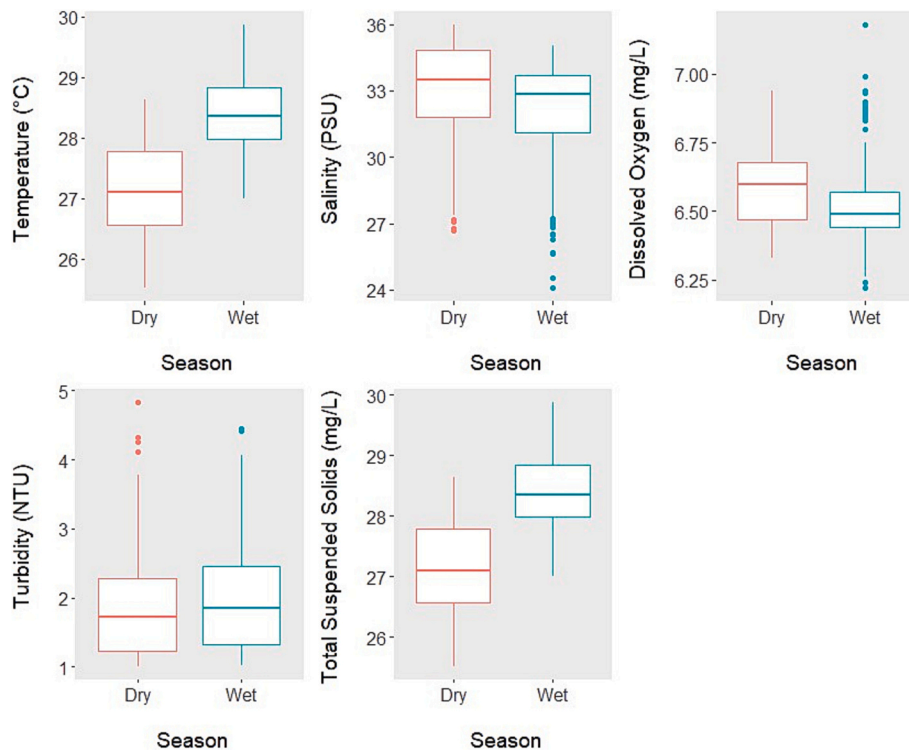 Temperature (°C)
30
29
28
27
26
Dry
Wet
Season
Salinity (PSU)
36
33
30
27
24
Dry
Wet
Season
Dissolved Oxygen (mg/L)
7.00
6.75
6.50
6.25
Dry
Wet
Season
Turbidity (NTU)
5
4
3
2
1
Dry
Wet
Season
Total Suspended Solids (mg/L)
30
29
28
27
26
Dry
Wet
Season